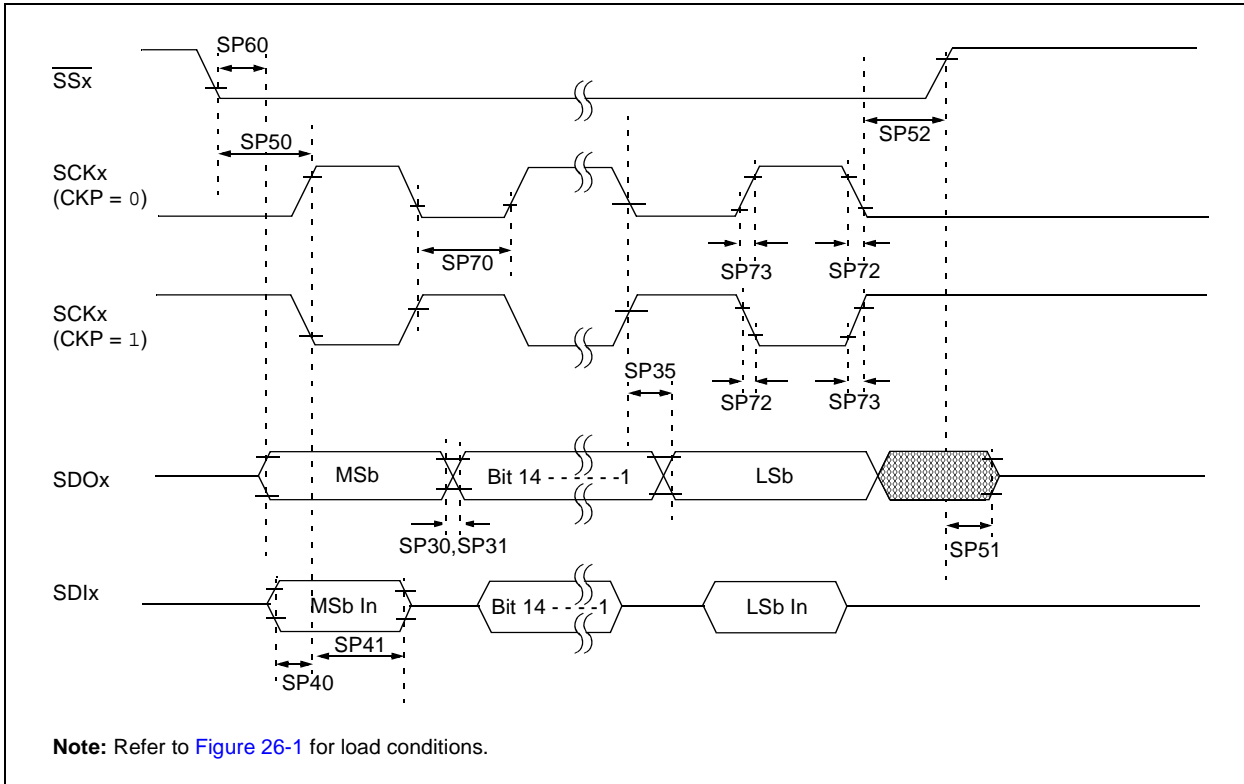 SP60
SSx
SP50
SP52
SCKx
(CKP = 0)
SP70
SP73
SP72
SCKx
(CKP = 1)
SP35
SP72
SP73
SDOx
MSb
Bit 14 - - - - - -1
LSb
SP30,SP31
SP51
SDIx
MSb In
Bit 14 - - - -1
LSb In
SP41
SP40
Note: Refer to Figure 26-1 for load conditions.